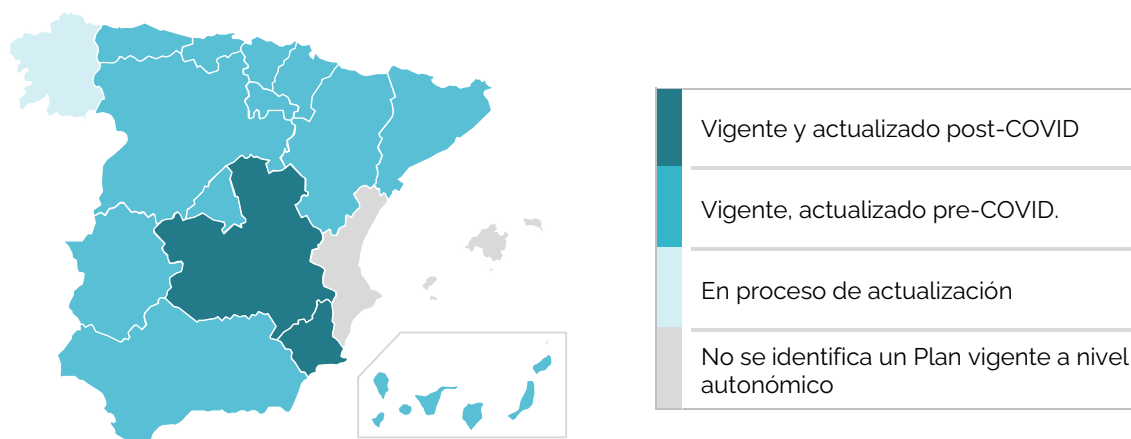 Vigente y actualizado post-COVID
Vigente, actualizado pre-COVID.
En proceso de actualización
No se identifica un Plan vigente a nivel
autonómico